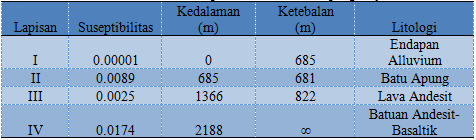 Lapisan Susceptibilitas Kedalaman (m) Ketebalan (m) Litologi
I 0.00001 0 685 Endapan Alluvium
II 0.0089 685 681 Batu Apung
III 0.0025 1366 822 Lava Andesit
IV 0.0174 2188 ∞ Batuan Andesit-Basaltik